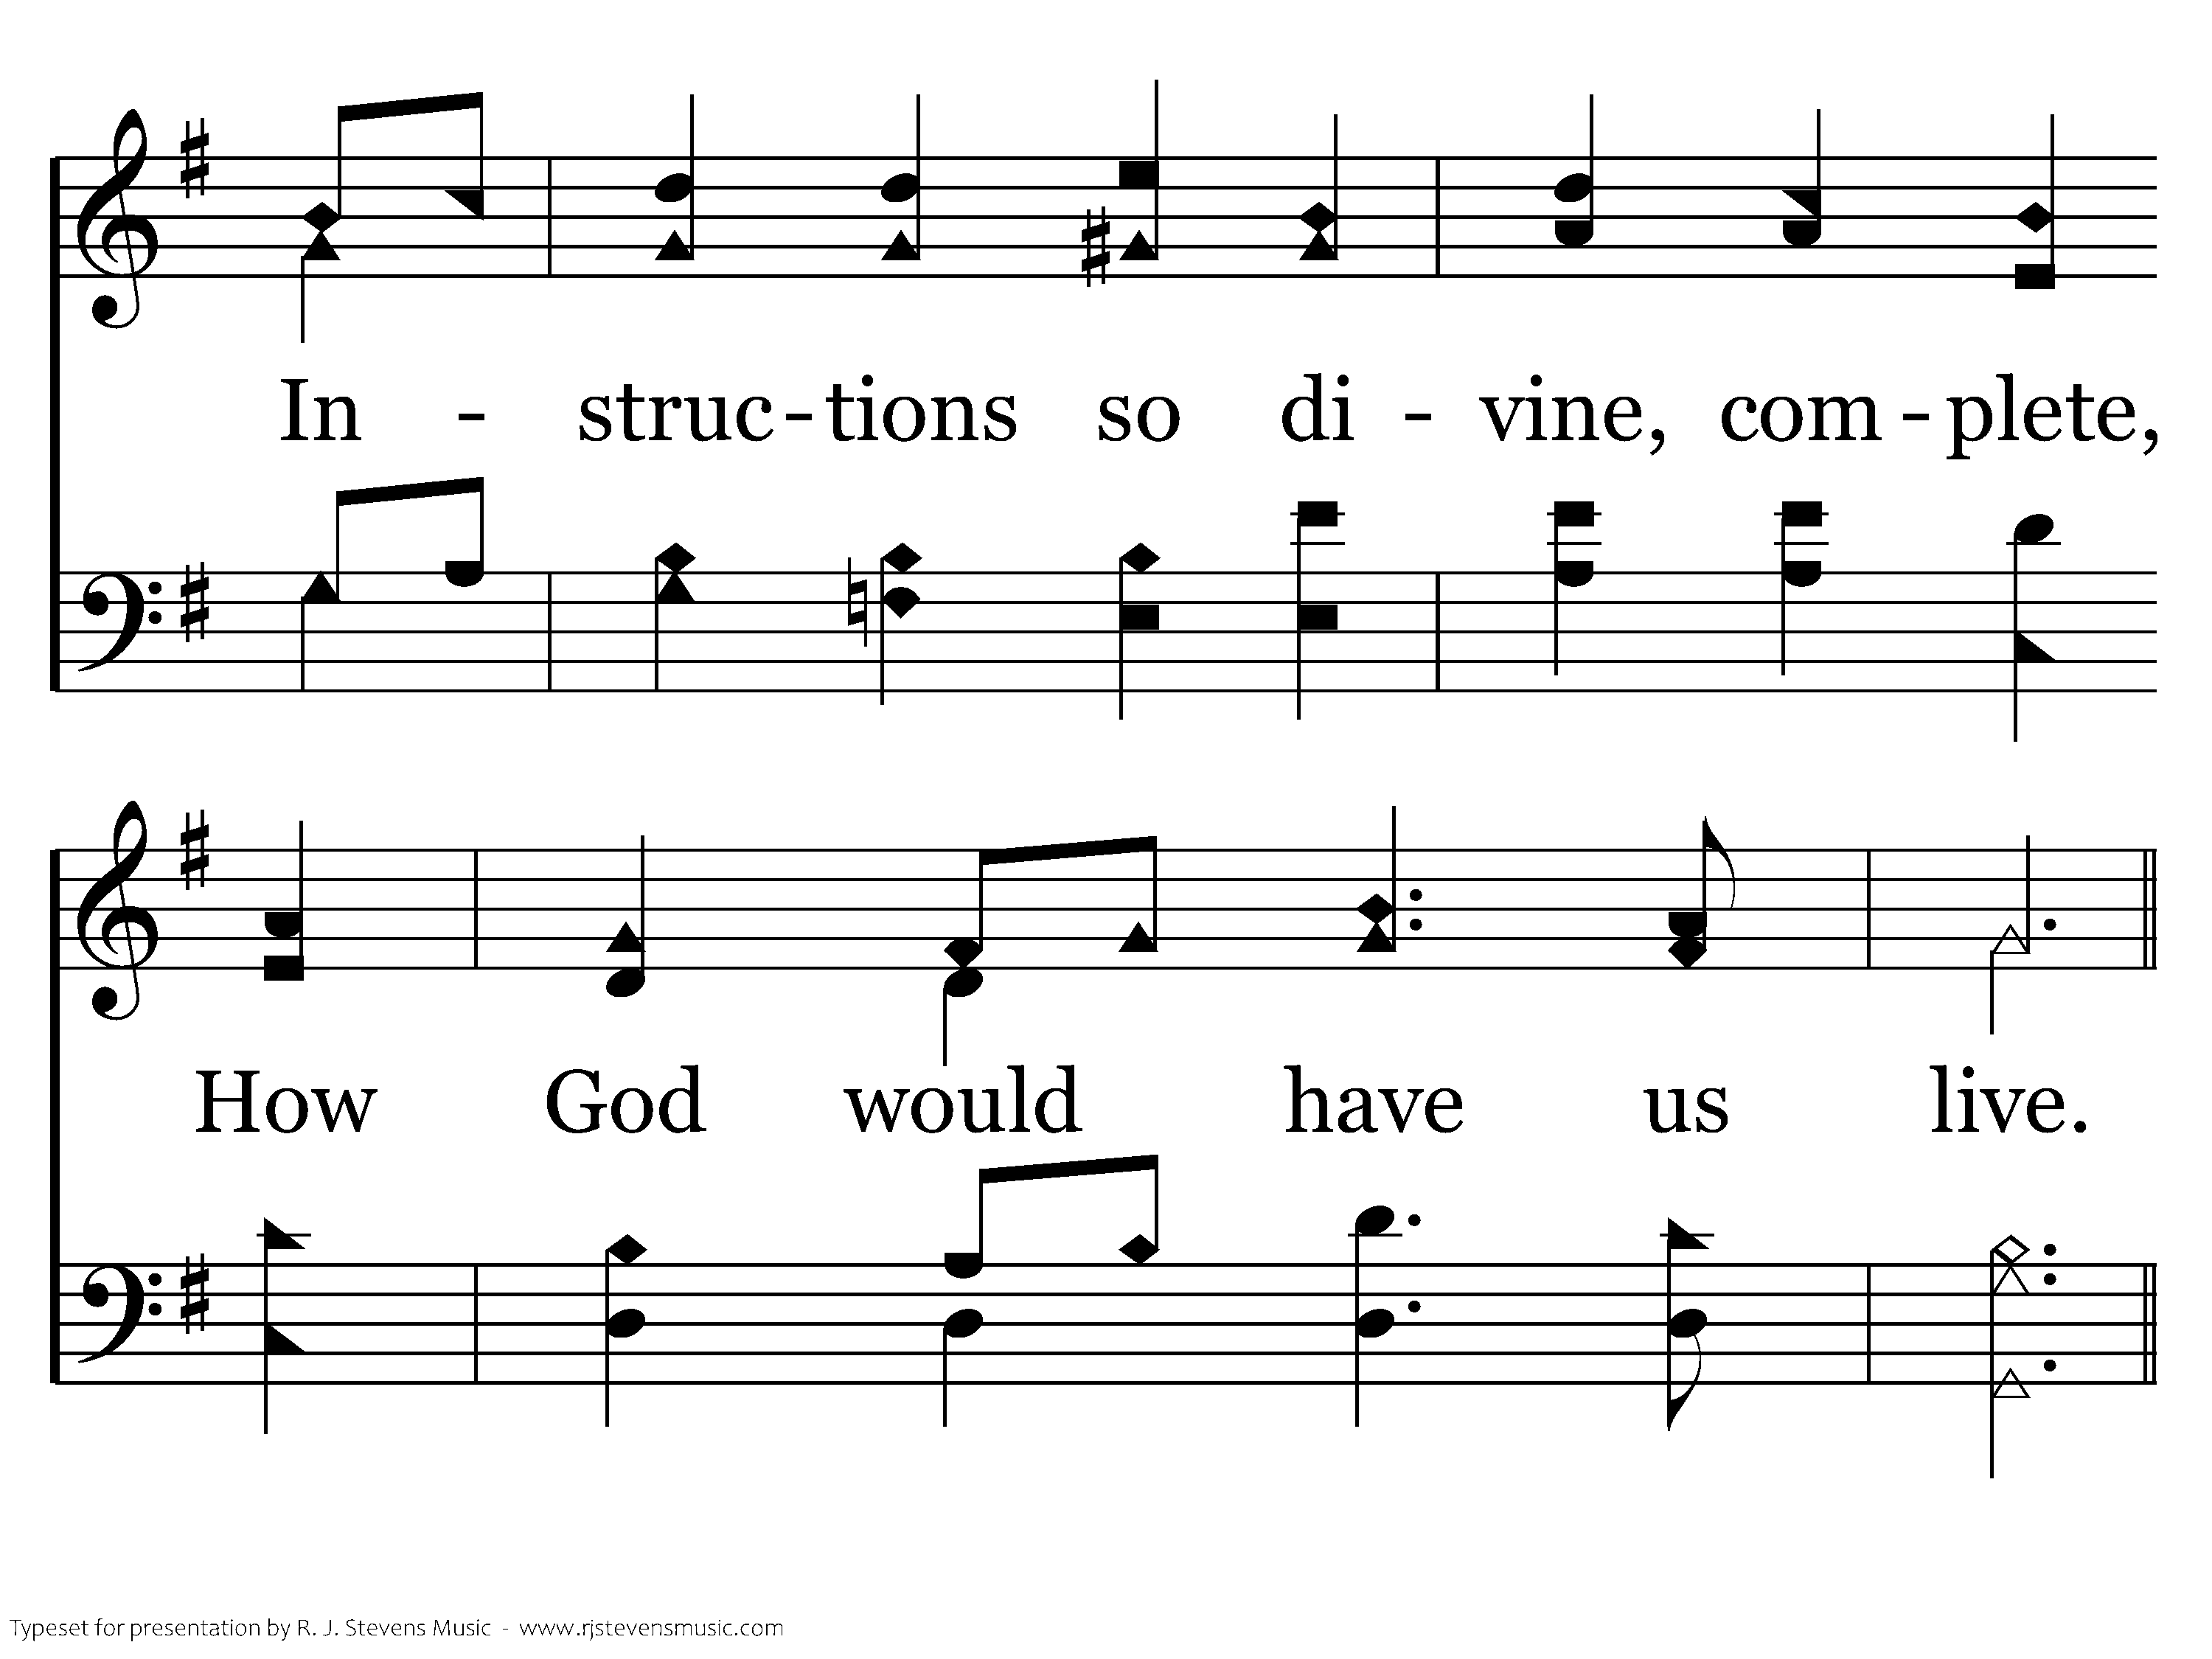 In - struc - tions so di - vine, com - plete,
How God would have us live.
Typeset for presentation by R. J. Stevens Music - www.rjstevensmusic.com